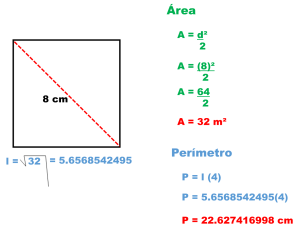 Área
A = d²
2
A = (8)²
2
A = 64
2
A = 32 m²
8 cm
l = √32 = 5.6568542495
Perímetro
P = l (4)
P = 5.6568542495(4)
P = 22.627416998 cm